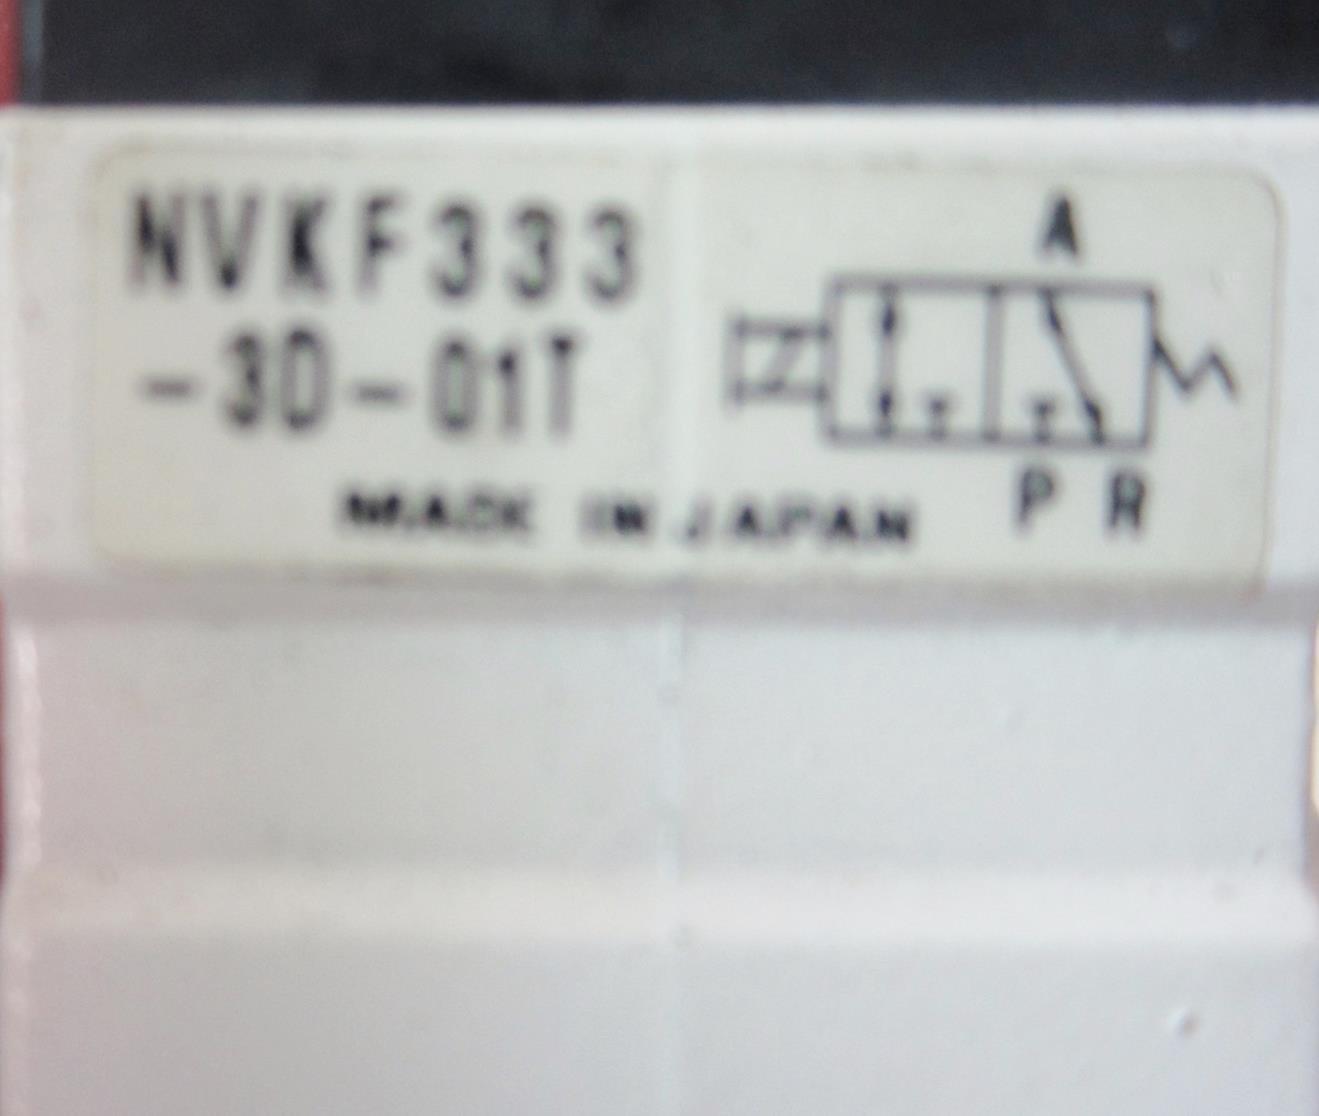 NVKF333
-3D-01T
A
P R
MADE IN JAPAN